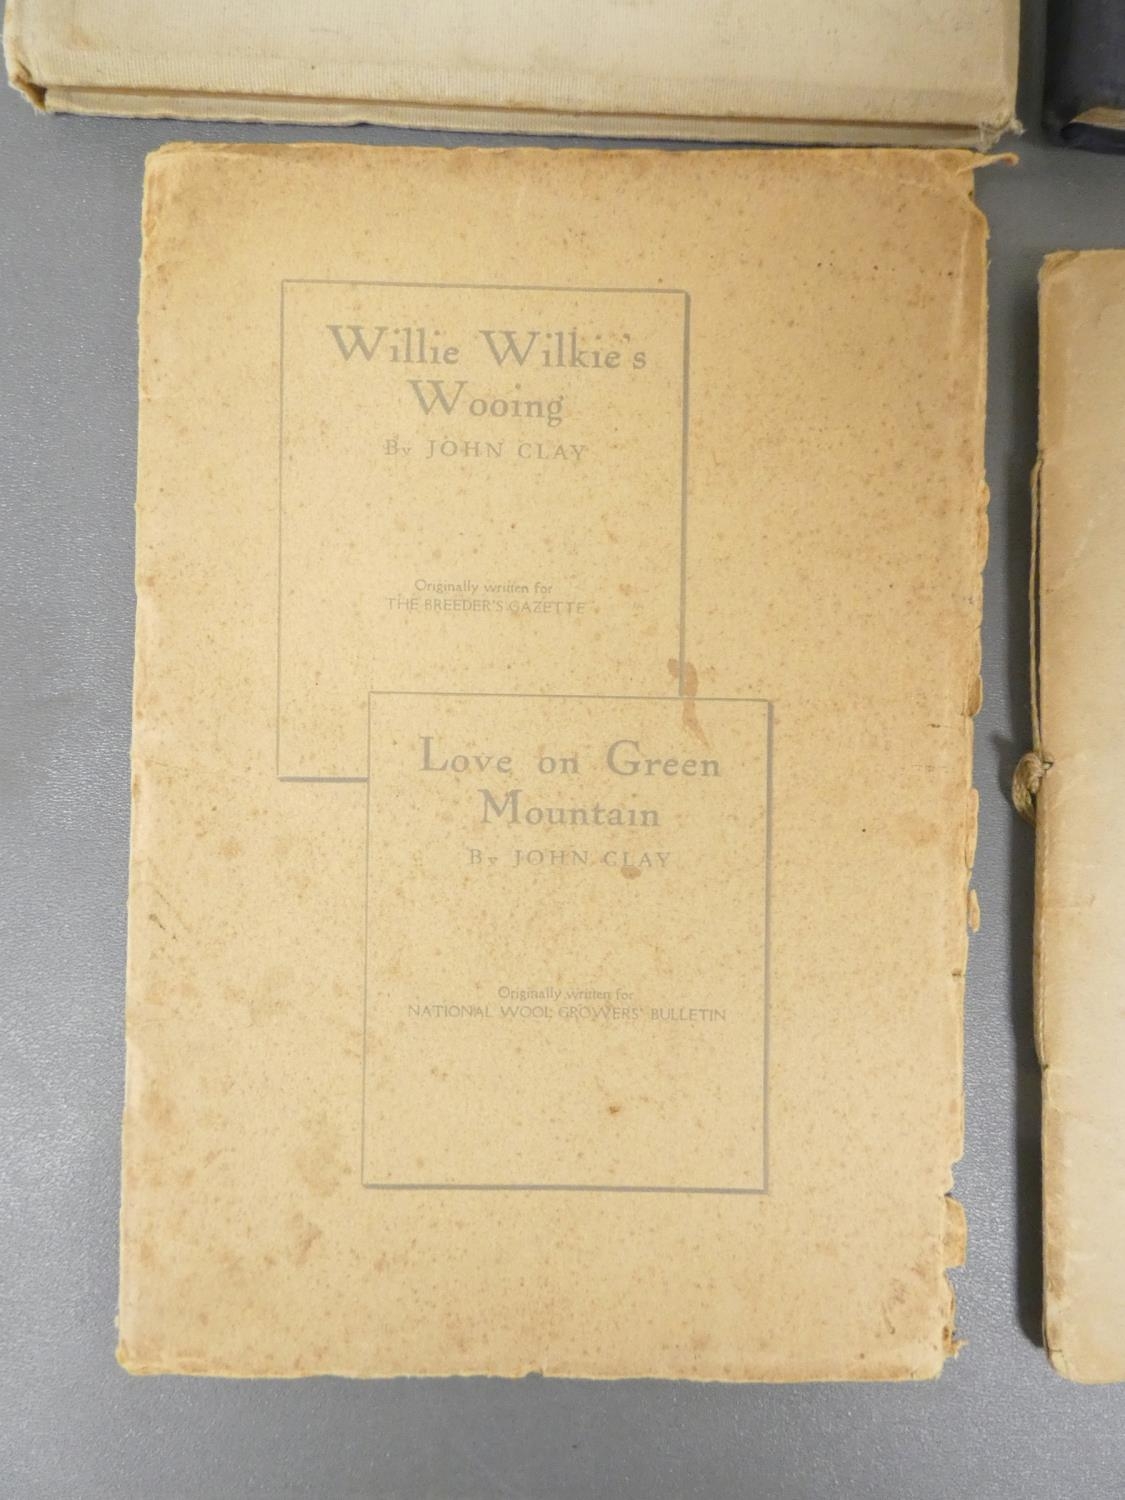 Willie Wilkie's
Wooing
By JOHN CLAY
Originally written for
THE BREEDER'S GAZETTE
Love on Green
Mountain
By JOHN CLAY
Originally written for
NATIONAL WOOL GROWERS' BULLETIN